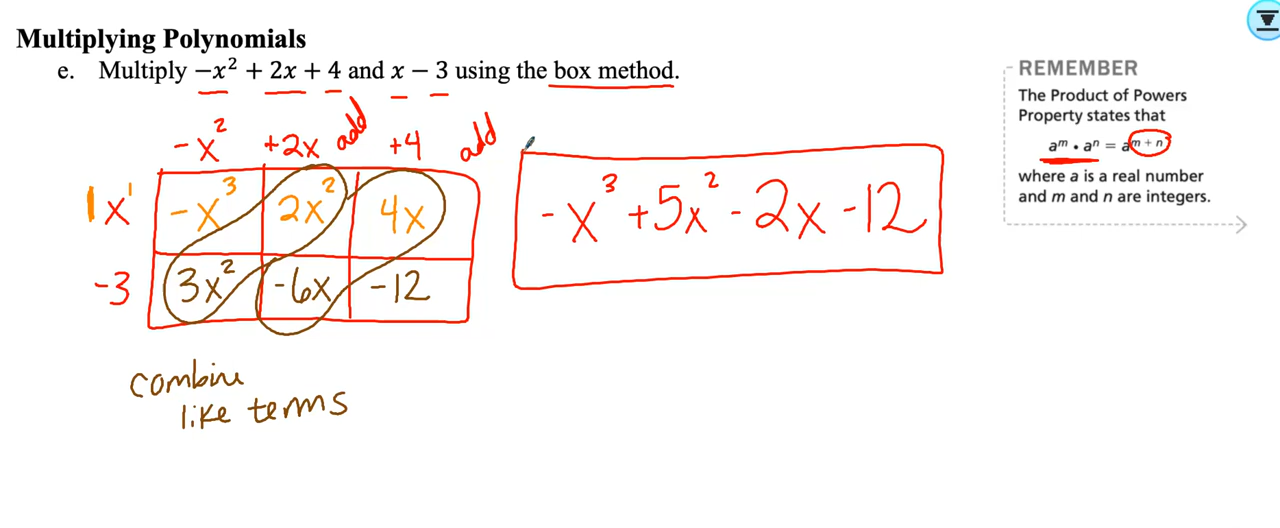 Multiplying Polynomials
e. Multiply −x² + 2x + 4 and x − 3 using the box method.
-x² +2x add +4 add
1x¹ -x³ 2x² 4x
-3 3x² -6x -12
combine
like terms
-x³ +5x² -2x -12
REMEMBER
The Product of Powers
Property states that
aᵐ • aⁿ = aᵐ⁺ⁿ
where a is a real number
and m and n are integers.